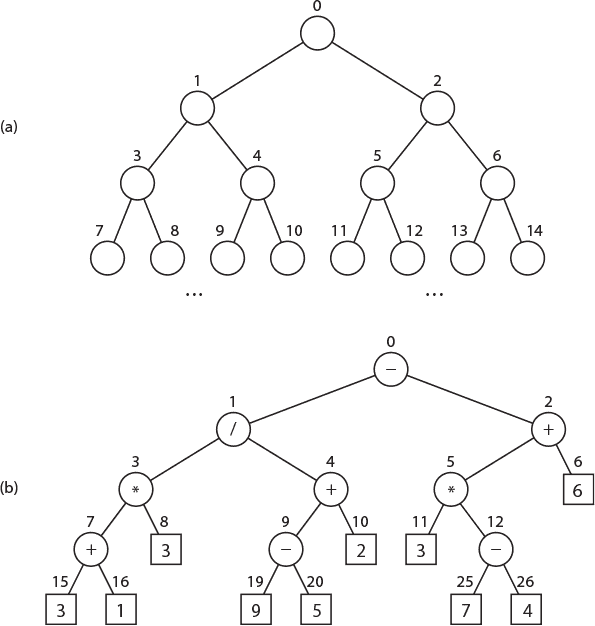 0
1 2
(a)
3 4 5 6
7 8 9 10 11 12 13 14
... ...
0
−
1 2
/ +
3 4 5 6
(b) * + * 6
7 8 9 10 11 12
+ 3 − 2 3 −
15 16 19 20 25 26
3 1 9 5 7 4